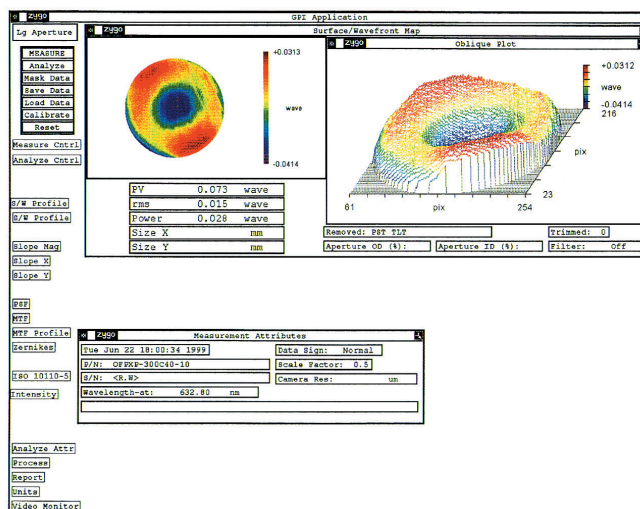 zygo GPI Application
Lg Aperture
MEASURE
Analyze
Mask Data
Save Data
Load Data
Calibrate
Reset
Measure Cntrl
Analyze Cntrl
S/W Profile
S/W Profile
Slope Mag
Slope X
Slope Y
PSF
MTF
MTF Profile
Zernikes
ISO 10110-5
Intensity
Analyze Attr
Process
Report
Units
Video Monitor
zygo Surface/Wavefront Map
+0.0313
wave
-0.0414
PV 0.073 wave
rms 0.015 wave
Power 0.028 wave
Size X mm
Size Y mm
zygo Oblique Plot
+0.0312
wave
-0.0414
216
pix
23
61 pix 254
Removed: PST TLT Trimmed: 0
Aperture OD (%): Aperture ID (%): Filter: Off
zygo Measurement Attributes
Tue Jun 22 18:00:34 1999 Data Sign: Normal
P/N: OFPXP-300C40-10 Scale Factor: 0.5
S/N: <R.W> Camera Res: um
Wavelength-at: 632.80 nm